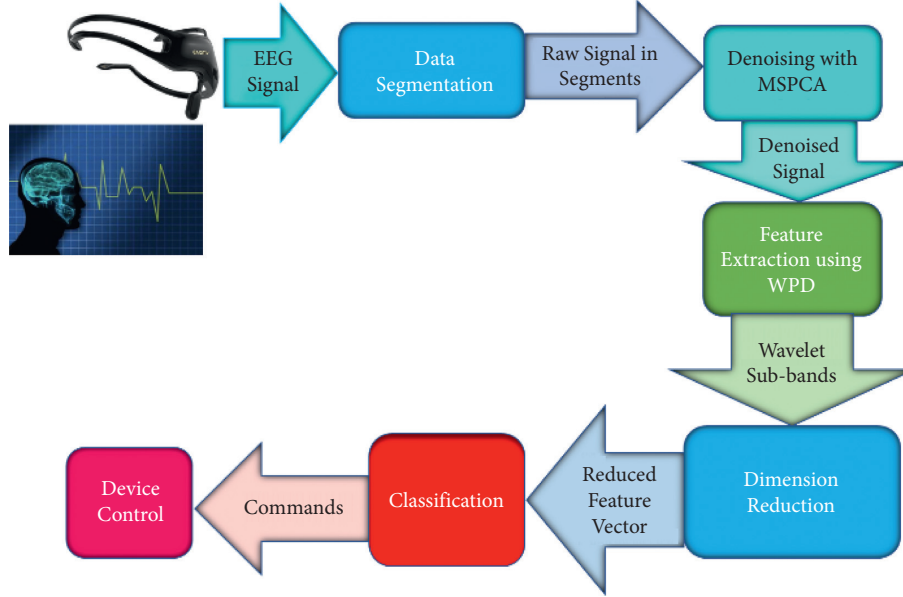 EEG
Signal
Data
Segmentation
Raw Signal in
Segments
Denoising with
MSPCA
Denoised
Signal
Feature
Extraction using
WPD
Wavelet
Sub-bands
Dimension
Reduction
Reduced
Feature
Vector
Classification
Commands
Device
Control